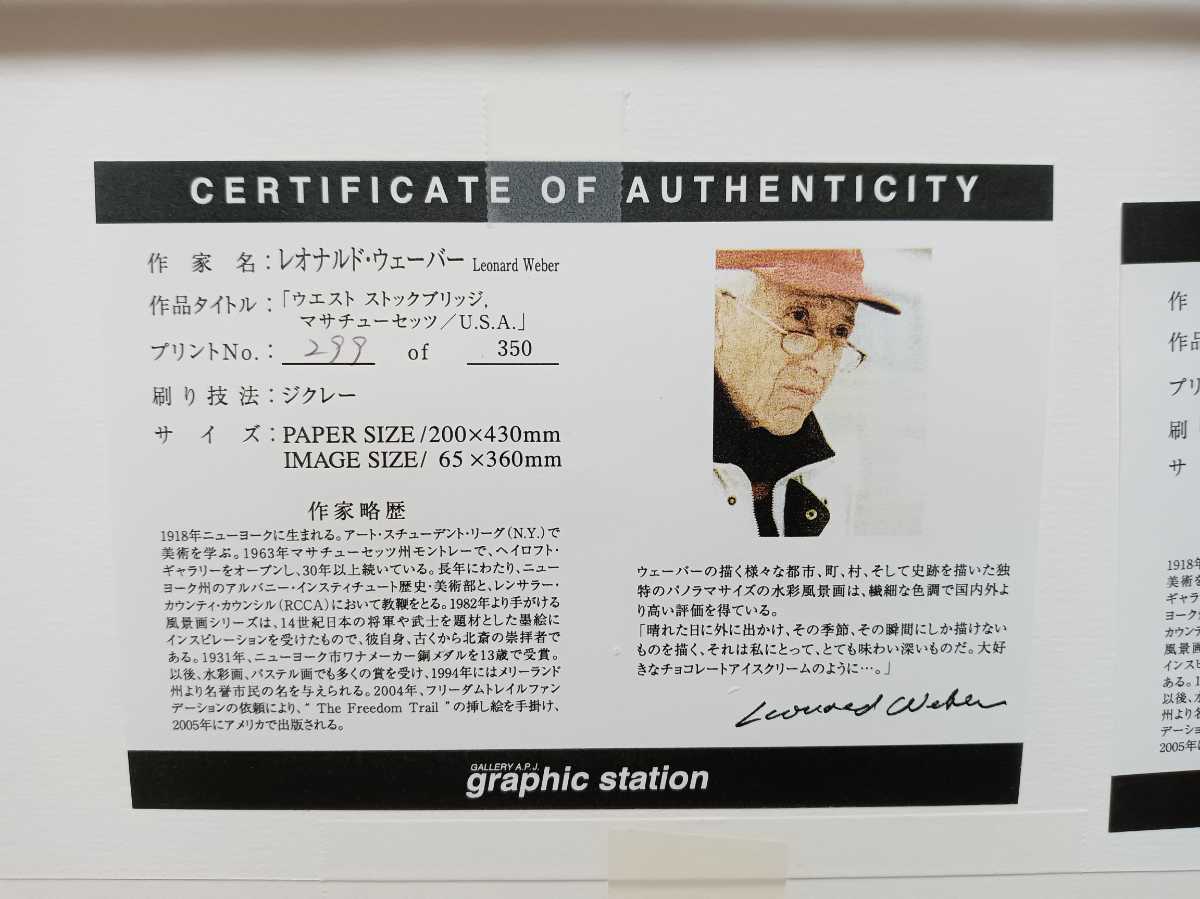 CERTIFICATE OF AUTHENTICITY
作家名：レオナルド・ウェーバー Leonard Weber
作品タイトル：「ウエスト ストックブリッジ,
マサチューセッツ／U.S.A.」
プリントNo.：299 of 350
刷り技法：ジクレー
サイズ：PAPER SIZE /200×430mm
IMAGE SIZE/ 65×360mm
作家略歴
1918年ニューヨークに生まれる。アート・スチューデント・リーグ（N.Y.）で
美術を学ぶ。1963年マサチューセッツ州モントレーで、ヘイロフト・
ギャラリーをオープンし、30年以上続いている。長年にわたり、ニュー
ヨーク州のアルバニー・インスティチュート歴史・美術部と、レンサラー・
カウンティ・カウンシル（RCCA）において教鞭をとる。1982年より手がける
風景画シリーズは、14世紀日本の将軍や武士を題材とした墨絵に
インスピレーションを受けたもので、彼自身、古くから北斎の崇拝者で
ある。1931年、ニューヨーク市ワナメーカー銅メダルを13歳で受賞。
以後、水彩画、パステル画でも多くの賞を受け、1994年にはメリーランド
州より名誉市民の名を与えられる。2004年、フリーダムトレイルファン
デーションの依頼により、“ The Freedom Trail ”の挿し絵を手掛け、
2005年にアメリカで出版される。
ウェーバーの描く様々な都市、町、村、そして史跡を描いた独
特のパノラマサイズの水彩風景画は、繊細な色調で国内外よ
り高い評価を得ている。
「晴れた日に外に出かけ、その季節、その瞬間にしか描けない
ものを描く、それは私にとって、とても味わい深いものだ。大好
きなチョコレートアイスクリームのように…。」
Leonard Weber
GALLERY A.P.J.
graphic station
作
作品
プリ
刷り
サ
1918年
美術を
ギャラ
ヨーク
カウン
風景
インス
ある。1
以後、水
州より
デーショ
2005年に